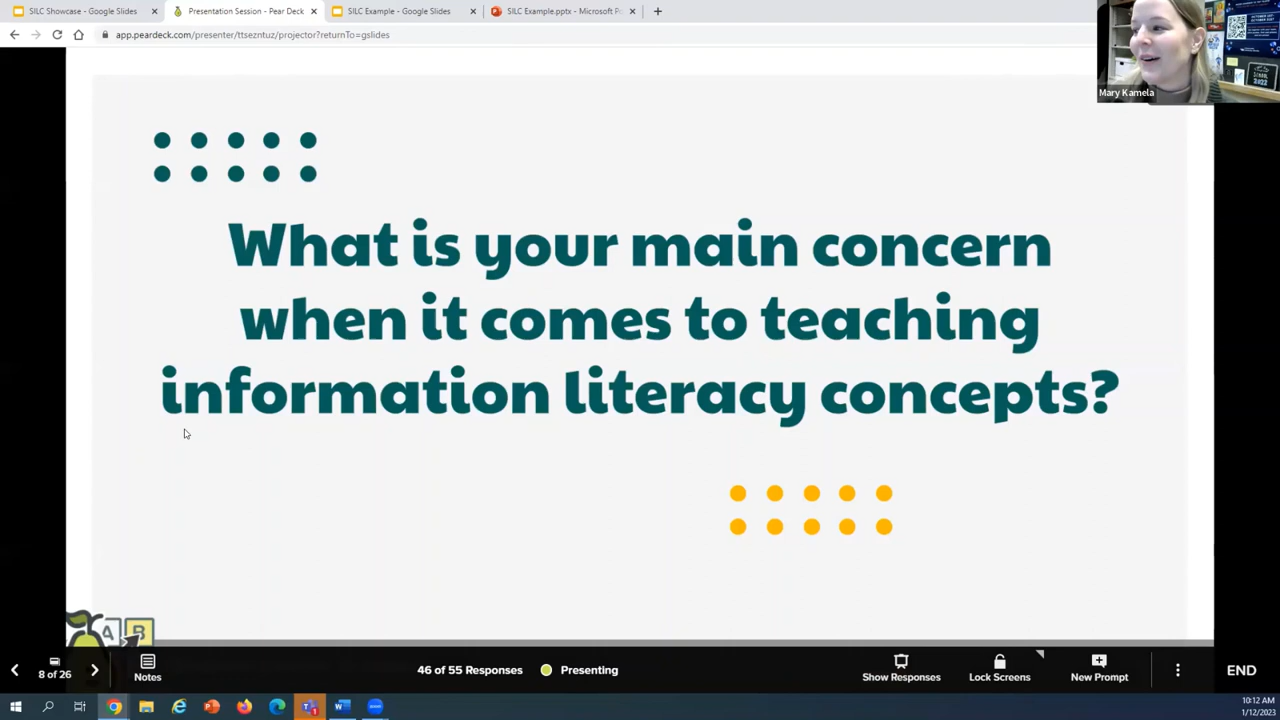 SILC Showcase - Google Slides
Presentation Session - Pear Deck
SILC Example - Google Slides
SILC Example.pptx - Microsoft P
app.peardeck.com/presenter/ttsezntuz/projector?returnTo=gslides
2022
Mary Kamela
What is your main concern
when it comes to teaching
information literacy concepts?
A B
8 of 26
Notes
46 of 55 Responses
Presenting
Show Responses
Lock Screens
New Prompt
END
10:12 AM
1/12/2023